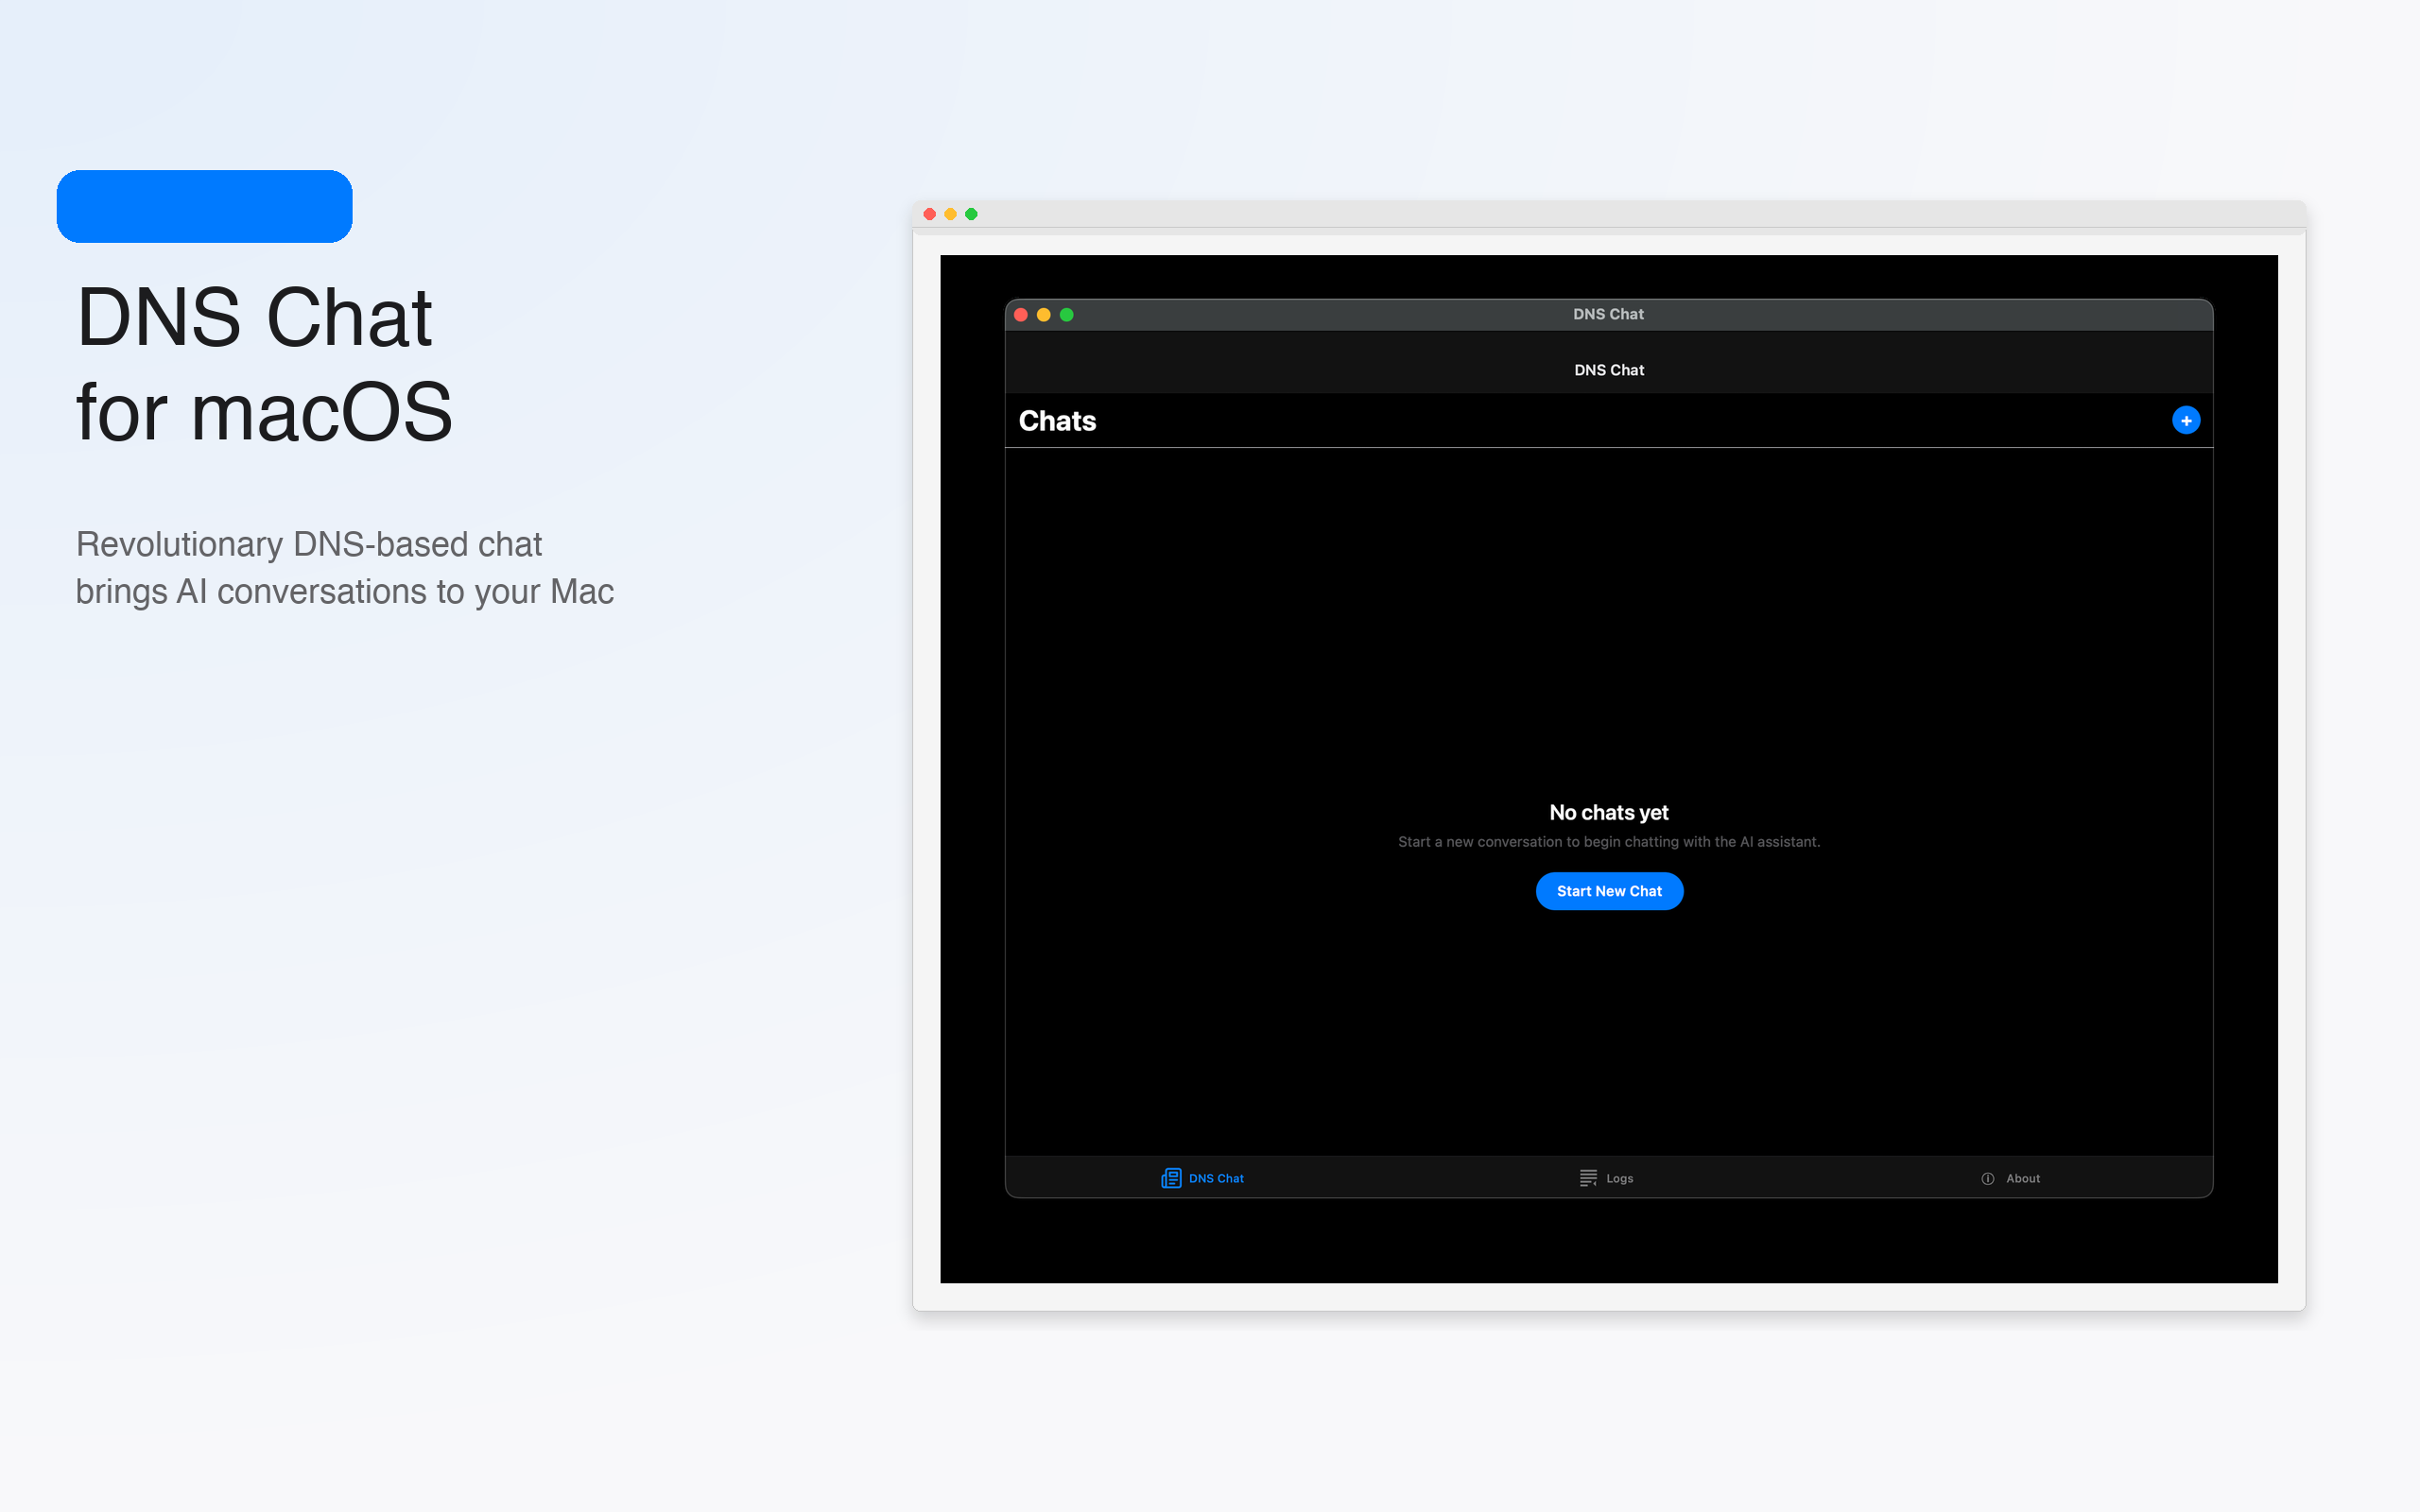 DNS Chat
for macOS
Revolutionary DNS-based chat
brings AI conversations to your Mac
DNS Chat
DNS Chat
Chats
+
No chats yet
Start a new conversation to begin chatting with the AI assistant.
Start New Chat
DNS Chat
Logs
About